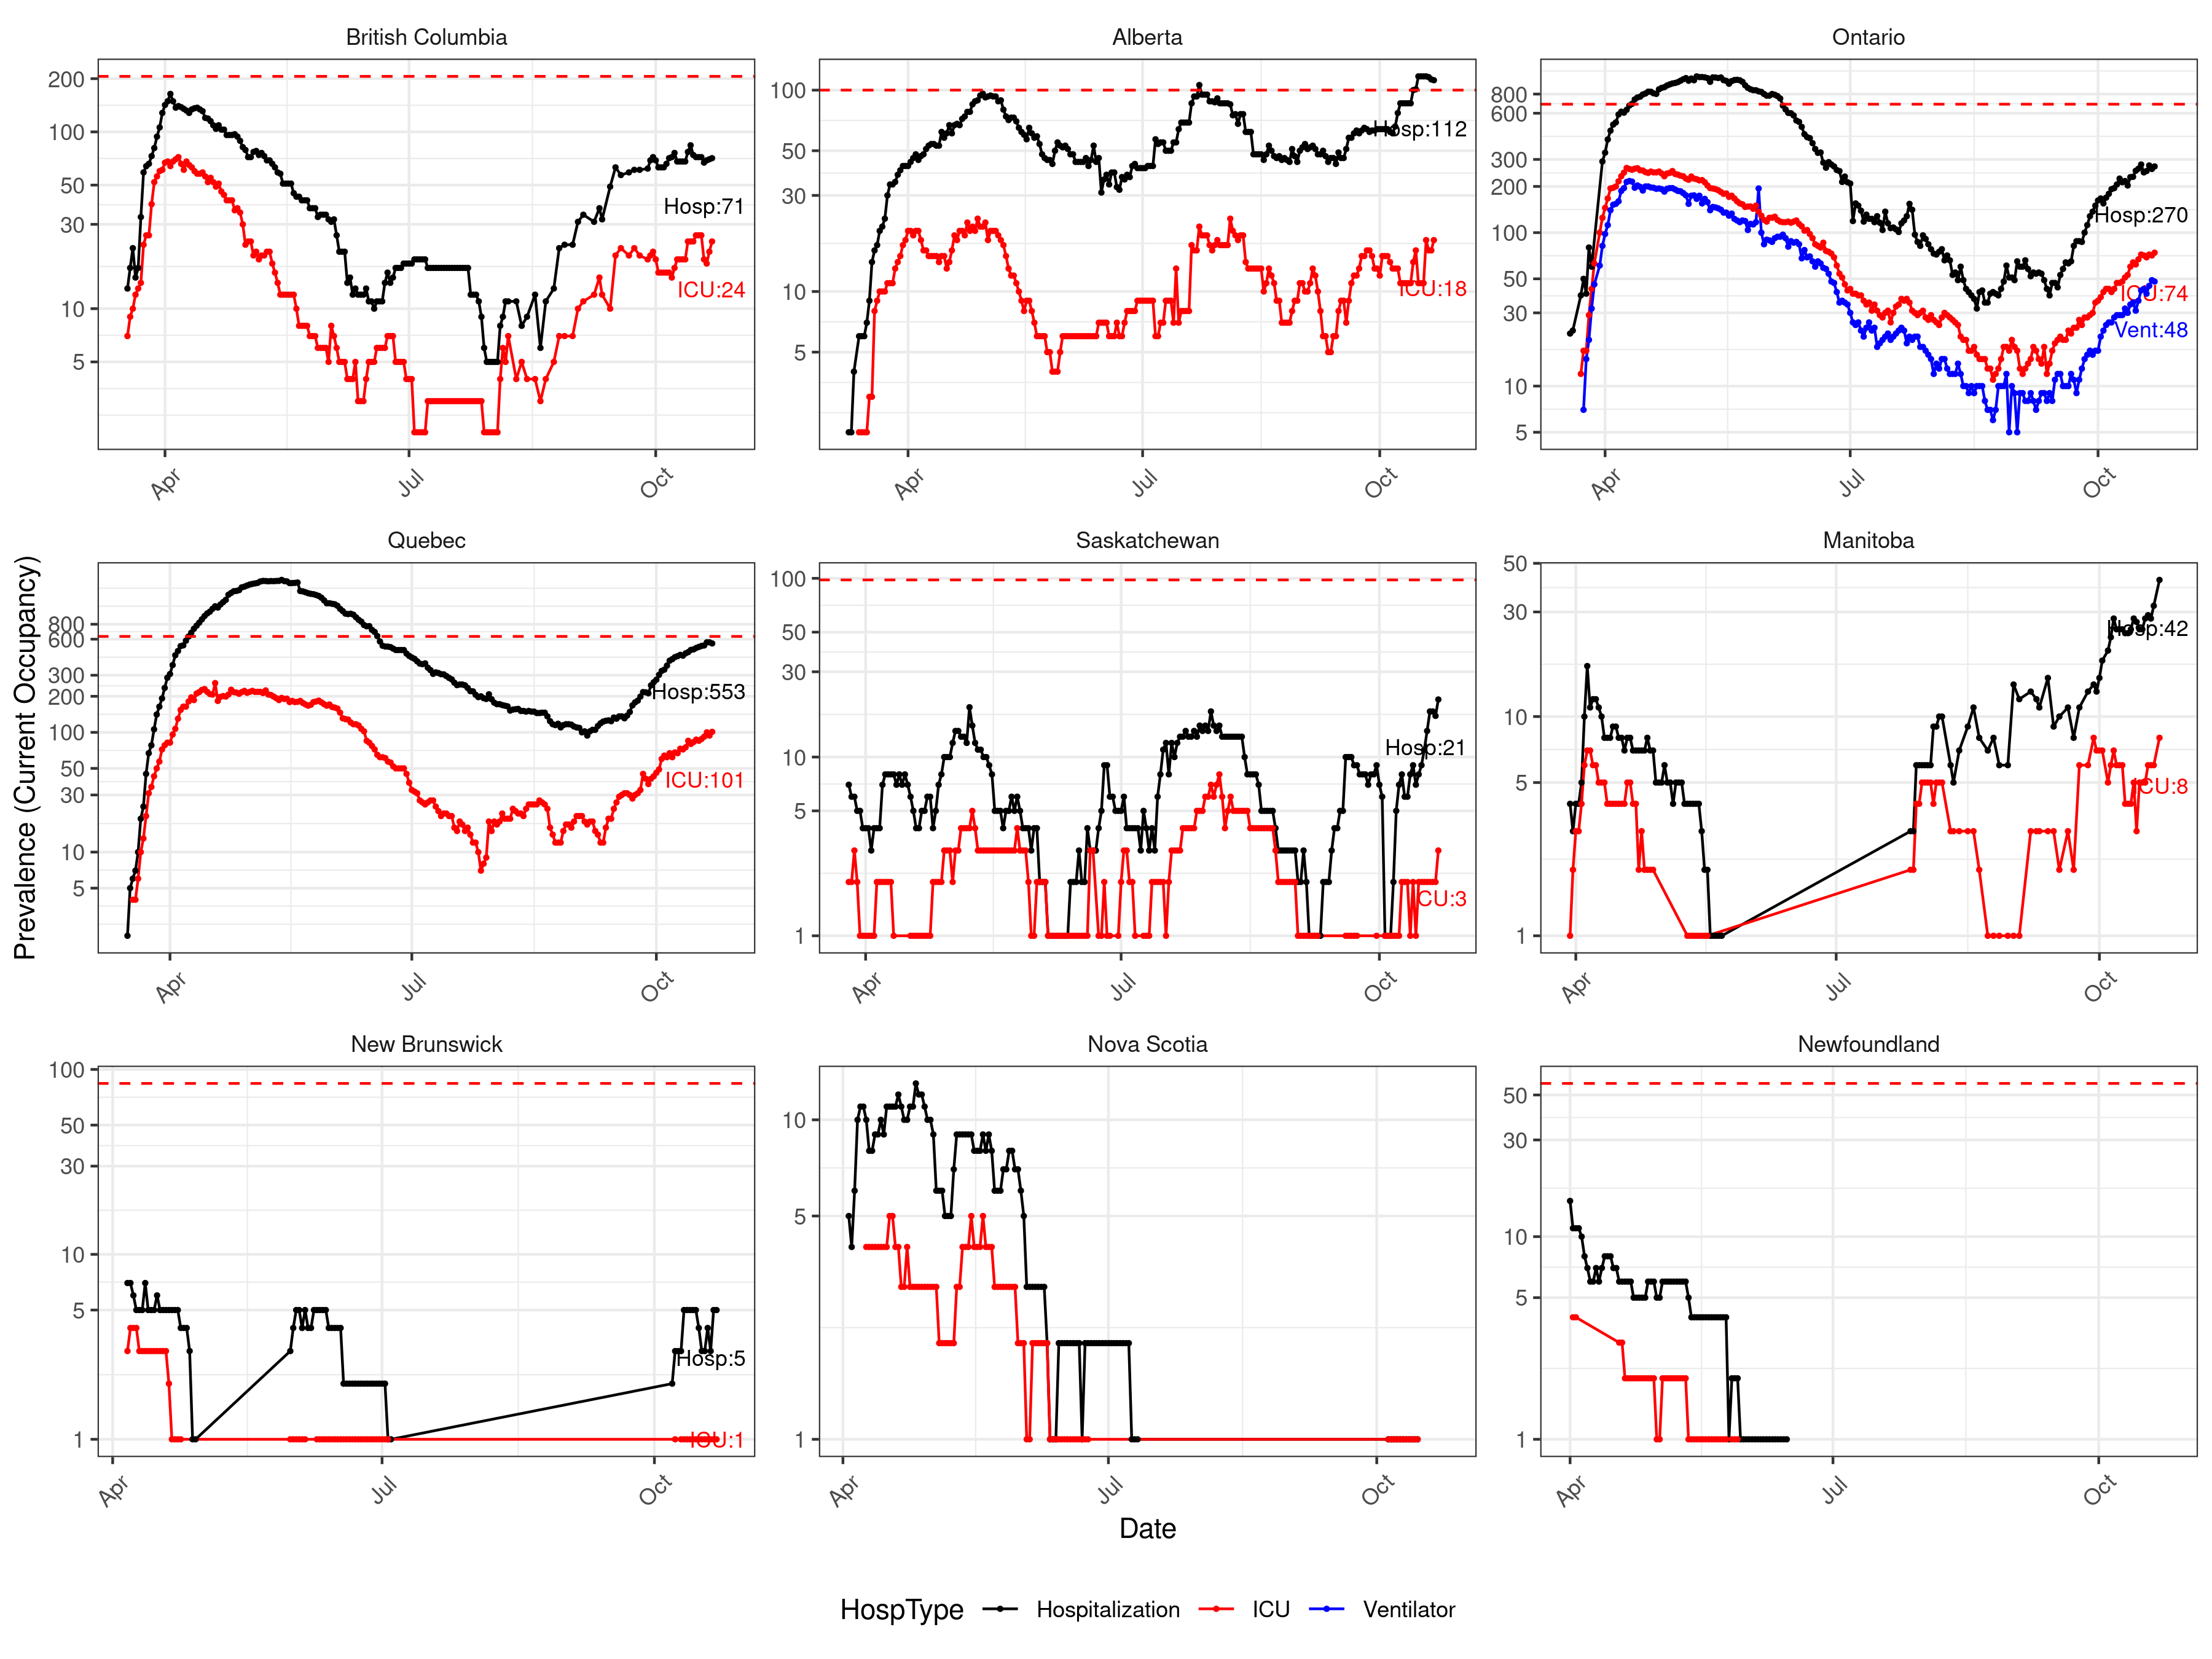 British Columbia
Alberta
Ontario
200
100
50
30
10
5
Hosp:71
ICU:24
Apr
Jul
Oct
100
50
30
10
5
Hosp:112
ICU:18
Apr
Jul
Oct
800
600
300
200
100
50
30
10
5
Hosp:270
ICU:74
Vent:48
Apr
Jul
Oct
Prevalence (Current Occupancy)
Quebec
Saskatchewan
Manitoba
800
600
300
200
100
50
30
10
5
Hosp:553
ICU:101
Apr
Jul
Oct
100
50
30
10
5
1
Hosp:21
ICU:3
Apr
Jul
Oct
50
30
10
5
1
Hosp:42
ICU:8
Apr
Jul
Oct
New Brunswick
Nova Scotia
Newfoundland
100
50
30
10
5
1
Hosp:5
ICU:1
Apr
Jul
Oct
10
5
1
Apr
Jul
Oct
50
30
10
5
1
Apr
Jul
Oct
Date
HospType Hospitalization ICU Ventilator